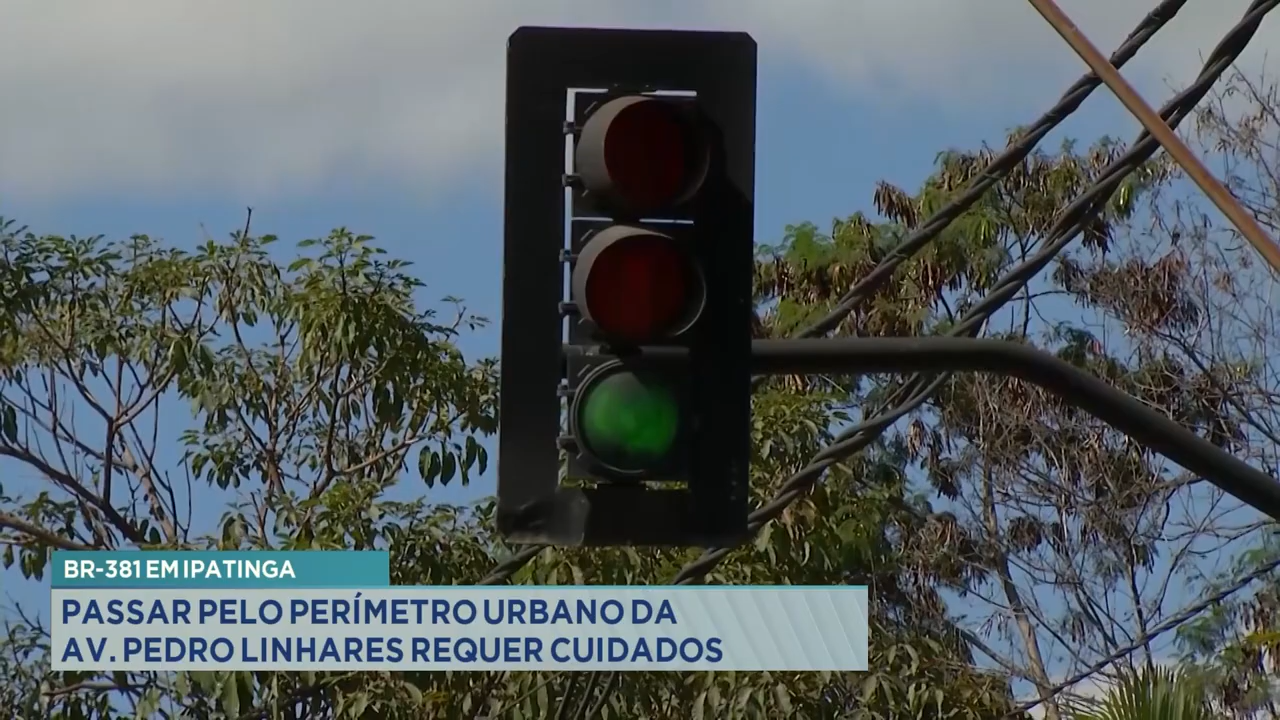 BR-381 EM IPATINGA
PASSAR PELO PERÍMETRO URBANO DA
AV. PEDRO LINHARES REQUER CUIDADOS